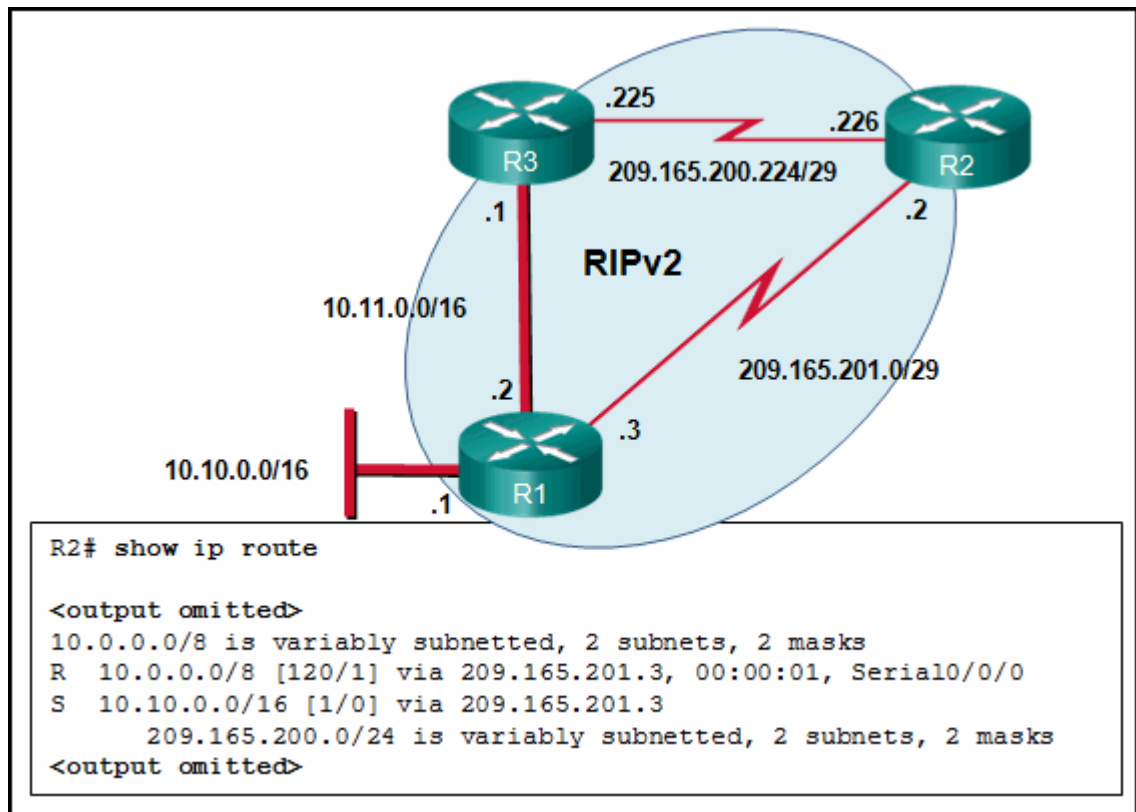 .225
.226
R3
R2
209.165.200.224/29
.1
.2
RIPv2
10.11.0.0/16
209.165.201.0/29
.2
.3
10.10.0.0/16
R1
.1
R2# show ip route
<output omitted>
10.0.0.0/8 is variably subnetted, 2 subnets, 2 masks
R  10.0.0.0/8 [120/1] via 209.165.201.3, 00:00:01, Serial0/0/0
S  10.10.0.0/16 [1/0] via 209.165.201.3
209.165.200.0/24 is variably subnetted, 2 subnets, 2 masks
<output omitted>